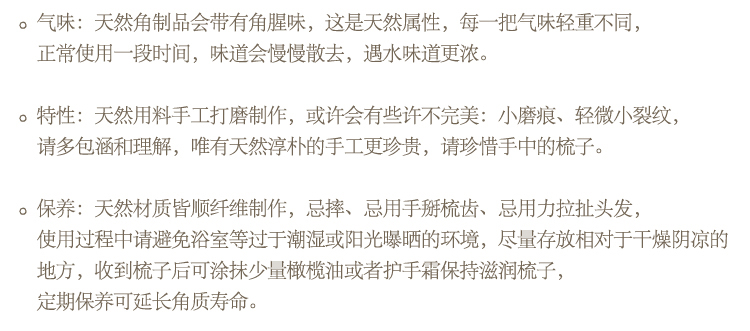 。气味：天然角制品会带有角腥味，这是天然属性，每一把气味轻重不同，
正常使用一段时间，味道会慢慢散去，遇水味道更浓。
。特性：天然用料手工打磨制作，或许会有些许不完美：小磨痕、轻微小裂纹，
请多包涵和理解，唯有天然淳朴的手工更珍贵，请珍惜手中的梳子。
。保养：天然材质皆顺纤维制作，忌摔、忌用手掰梳齿、忌用力拉扯头发，
使用过程中请避免浴室等过于潮湿或阳光曝晒的环境，尽量存放相对于干燥阴凉的
地方，收到梳子后可涂抹少量橄榄油或者护手霜保持滋润梳子，
定期保养可延长角质寿命。